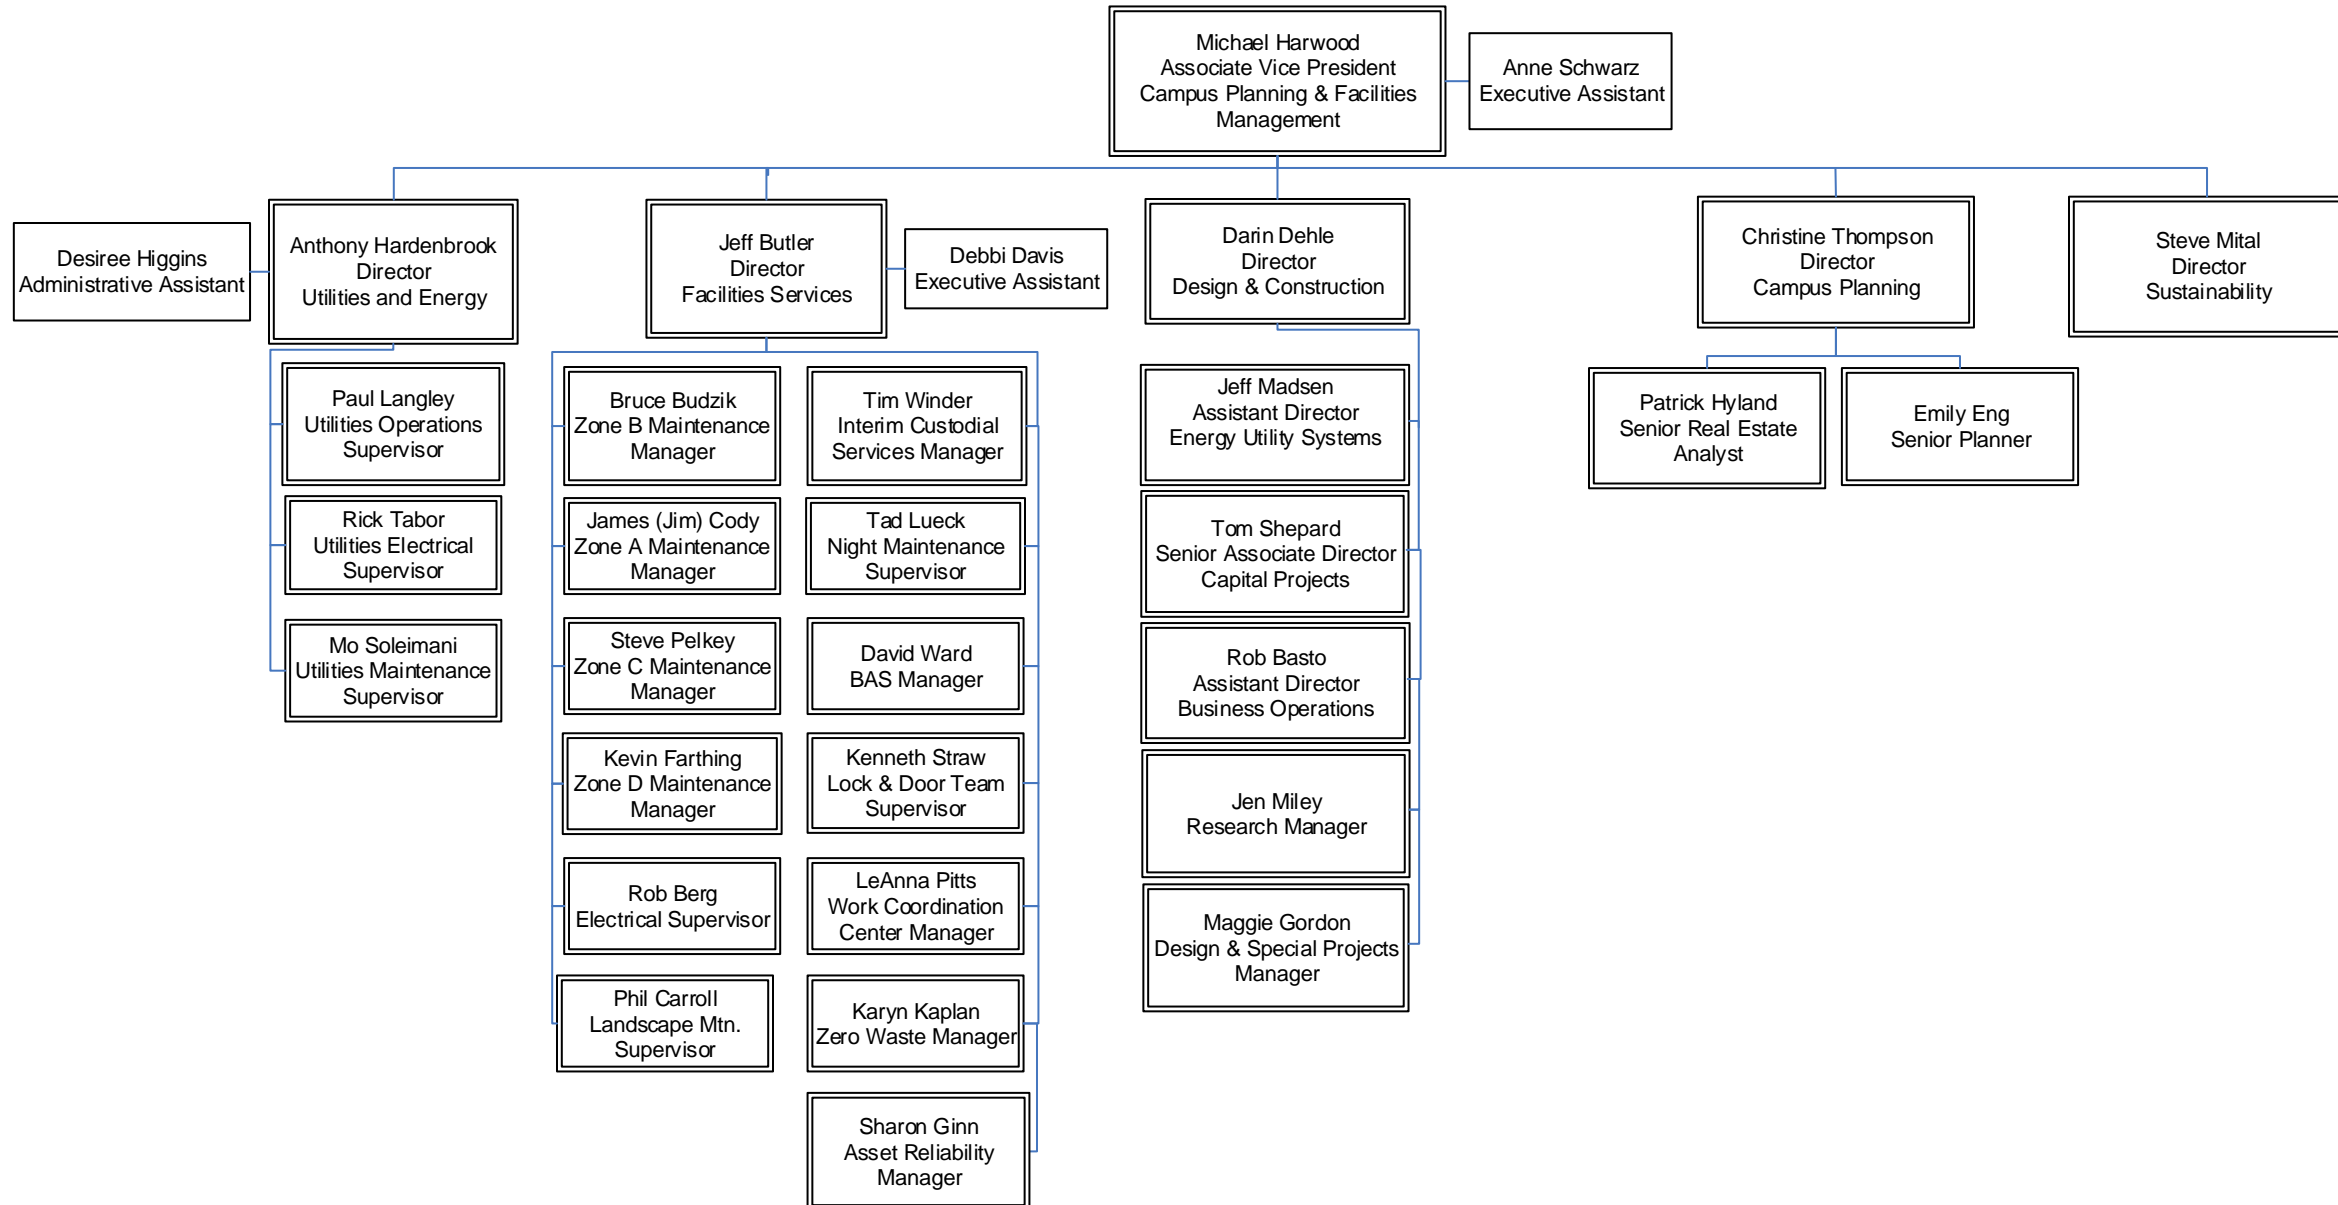 Michael Harwood
Associate Vice President
Campus Planning & Facilities
Management
Anne Schwarz
Executive Assistant
Desiree Higgins
Administrative Assistant
Anthony Hardenbrook
Director
Utilities and Energy
Jeff Butler
Director
Facilities Services
Debbi Davis
Executive Assistant
Darin Dehle
Director
Design & Construction
Christine Thompson
Director
Campus Planning
Steve Mital
Director
Sustainability
Paul Langley
Utilities Operations
Supervisor
Rick Tabor
Utilities Electrical
Supervisor
Mo Soleimani
Utilities Maintenance
Supervisor
Bruce Budzik
Zone B Maintenance
Manager
James (Jim) Cody
Zone A Maintenance
Manager
Steve Pelkey
Zone C Maintenance
Manager
Kevin Farthing
Zone D Maintenance
Manager
Rob Berg
Electrical Supervisor
Phil Carroll
Landscape Mtn.
Supervisor
Tim Winder
Interim Custodial
Services Manager
Tad Lueck
Night Maintenance
Supervisor
David Ward
BAS Manager
Kenneth Straw
Lock & Door Team
Supervisor
LeAnna Pitts
Work Coordination
Center Manager
Karyn Kaplan
Zero Waste Manager
Sharon Ginn
Asset Reliability
Manager
Jeff Madsen
Assistant Director
Energy Utility Systems
Tom Shepard
Senior Associate Director
Capital Projects
Rob Basto
Assistant Director
Business Operations
Jen Miley
Research Manager
Maggie Gordon
Design & Special Projects
Manager
Patrick Hyland
Senior Real Estate
Analyst
Emily Eng
Senior Planner